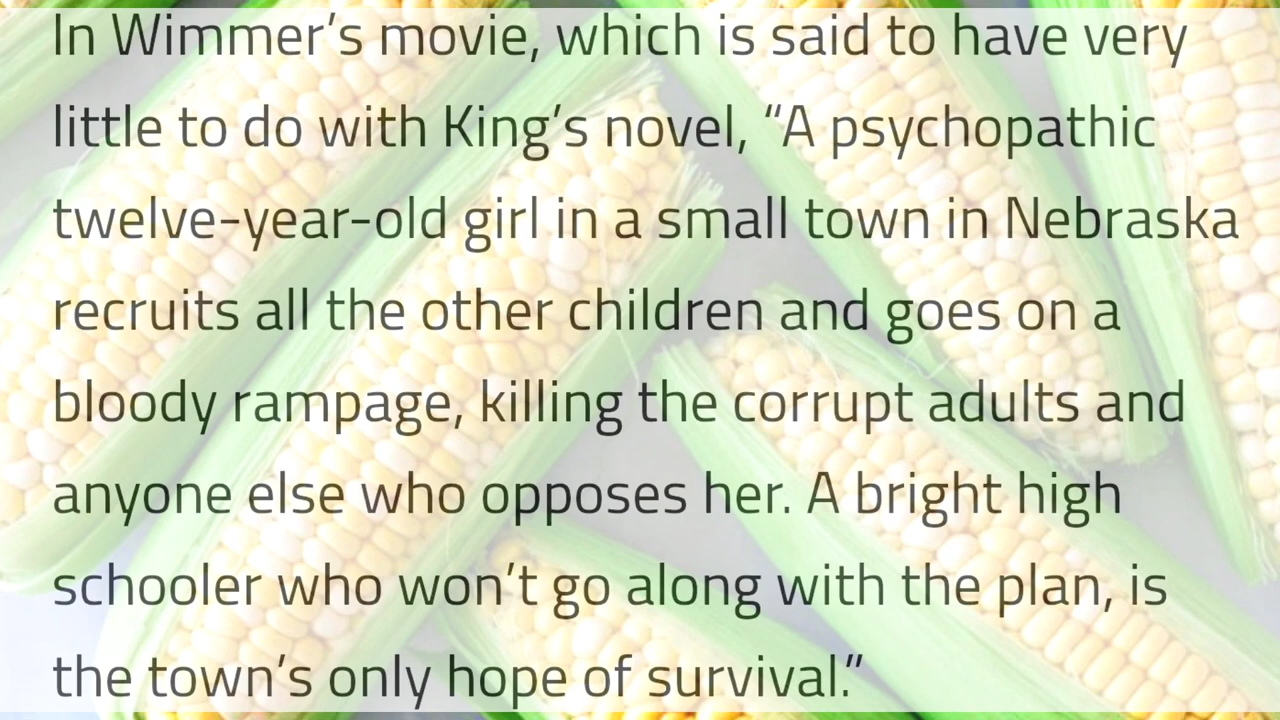 In Wimmer’s movie, which is said to have very
little to do with King’s novel, “A psychopathic
twelve-year-old girl in a small town in Nebraska
recruits all the other children and goes on a
bloody rampage, killing the corrupt adults and
anyone else who opposes her. A bright high
schooler who won’t go along with the plan, is
the town’s only hope of survival.”